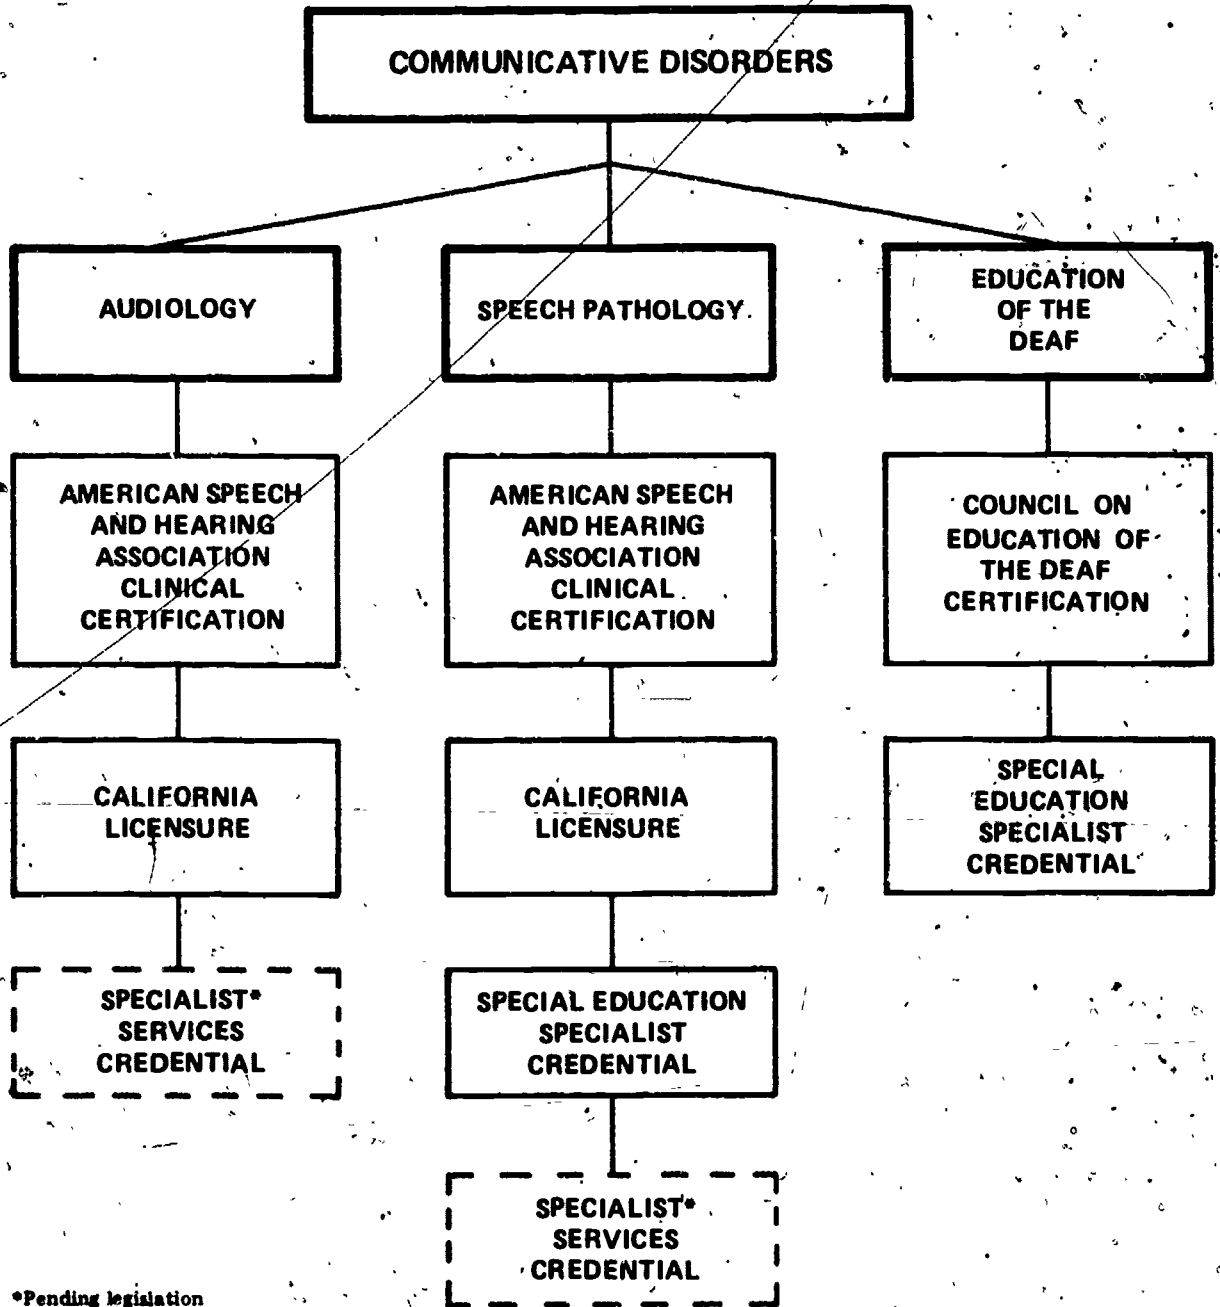 COMMUNICATIVE DISORDERS
AUDIOLOGY
SPEECH PATHOLOGY
EDUCATION
OF THE
DEAF
AMERICAN SPEECH
AND HEARING
ASSOCIATION
CLINICAL
CERTIFICATION
AMERICAN SPEECH
AND HEARING
ASSOCIATION
CLINICAL
CERTIFICATION
COUNCIL ON
EDUCATION OF
THE DEAF
CERTIFICATION
CALIFORNIA
LICENSURE
CALIFORNIA
LICENSURE
SPECIAL
EDUCATION
SPECIALIST
CREDENTIAL
SPECIALIST*
SERVICES
CREDENTIAL
SPECIAL EDUCATION
SPECIALIST
CREDENTIAL
SPECIALIST*
SERVICES
CREDENTIAL
*Pending legislation